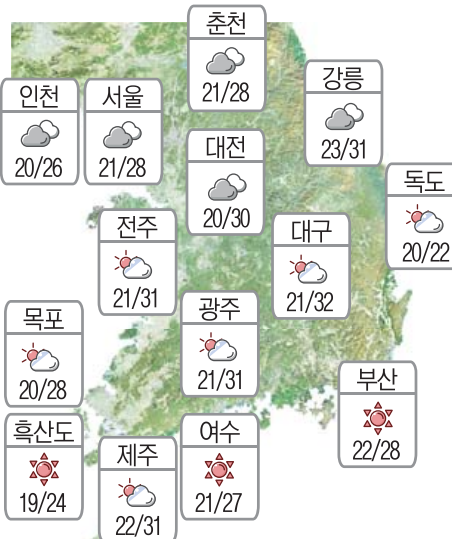 춘천
21/28
강릉
23/31
인천
20/26
서울
21/28
대전
20/30
독도
20/22
전주
21/31
대구
21/32
광주
21/31
목포
20/28
부산
22/28
흑산도
19/24
여수
21/27
제주
22/31